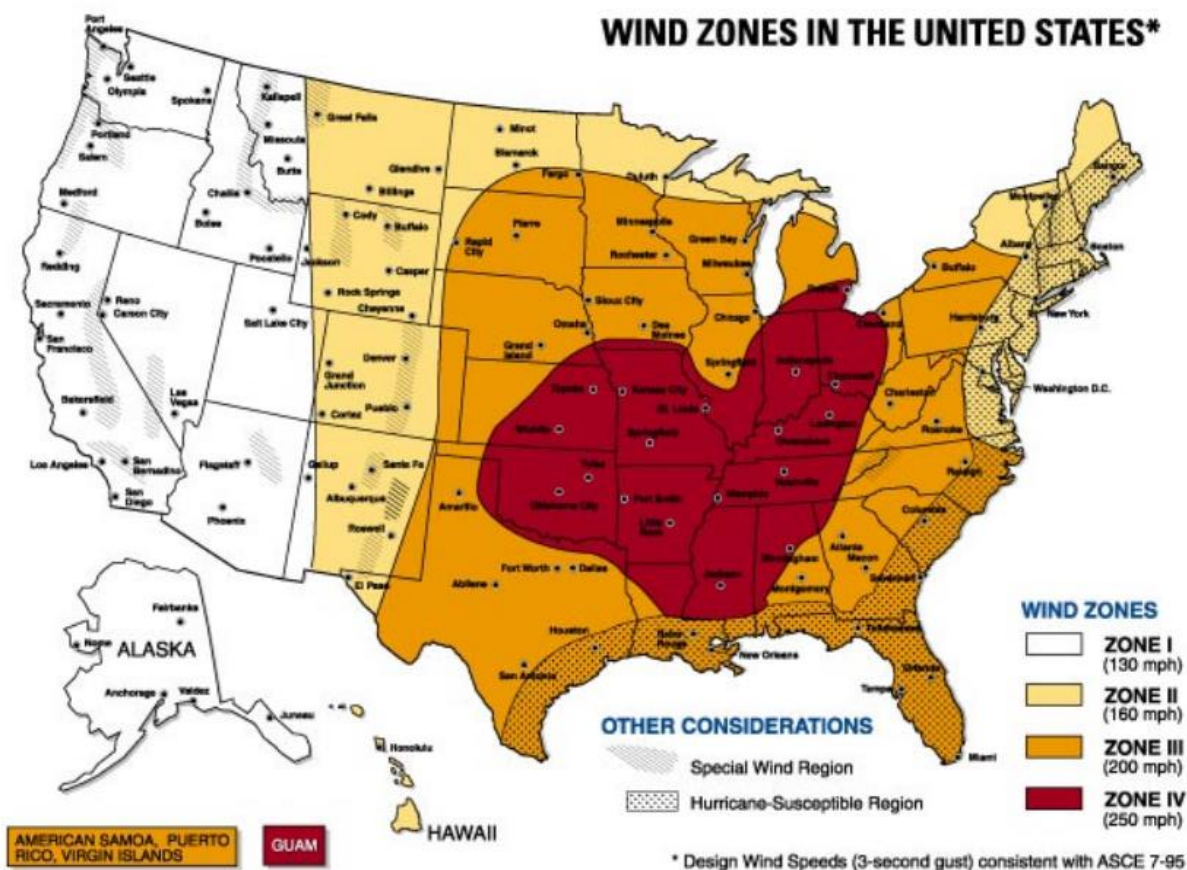 WIND ZONES IN THE UNITED STATES*
Port
Angeles
Seattle
Olympia
Spokane
Portland
Salem
Medford
Kalispell
Missoula
Butte
Challis
Boise
Pocatello
Great Falls
Glendive
Billings
Cody
Buffalo
Jackson
Casper
Rock Springs
Cheyenne
Minot
Bismarck
Fargo
Duluth
Pierre
Rapid
City
Minneapolis
Rochester
Green Bay
Milwaukee
Sioux City
Omaha
Des
Moines
Grand
Island
Chicago
Springfield
Detroit
Cleveland
Buffalo
Albany
Montpelier
Bangor
Boston
New York
Harrisburg
Washington D.C.
Redding
Sacramento
San
Francisco
Reno
Carson City
Bakersfield
Las
Vegas
Los Angeles
San
Bernadino
San
Diego
Salt Lake City
Grand
Junction
Denver
Pueblo
Cortez
Flagstaff
Phoenix
Gallup
Santa Fe
Albuquerque
Roswell
El Paso
Amarillo
Topeka
Kansas City
Wichita
St. Louis
Springfield
Tulsa
Oklahoma City
Fort Smith
Little
Rock
Memphis
Nashville
Indianapolis
Cincinnati
Lexington
Owensboro
Charleston
Roanoke
Raleigh
Columbia
Atlanta
Macon
Savannah
Birmingham
Montgomery
Jackson
Abilene
Fort Worth
Dallas
Houston
San Antonio
Baton
Rouge
New Orleans
Tallahassee
Orlando
Tampa
Miami
ALASKA
Fairbanks
Nome
Anchorage
Valdez
Juneau
Honolulu
HAWAII
AMERICAN SAMOA, PUERTO
RICO, VIRGIN ISLANDS
GUAM
OTHER CONSIDERATIONS
Special Wind Region
Hurricane-Susceptible Region
WIND ZONES
ZONE I
(130 mph)
ZONE II
(160 mph)
ZONE III
(200 mph)
ZONE IV
(250 mph)
* Design Wind Speeds (3-second gust) consistent with ASCE 7-95